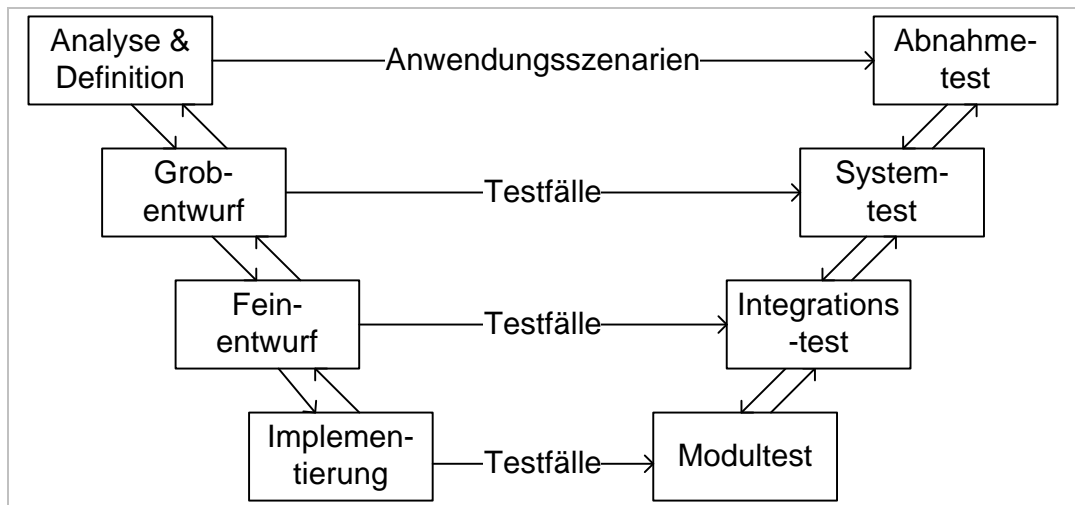 Analyse &
Definition
Anwendungsszenarien
Abnahme-
test
Grob-
entwurf
Testfälle
System-
test
Fein-
entwurf
Testfälle
Integrations
-test
Implemen-
tierung
Testfälle
Modultest